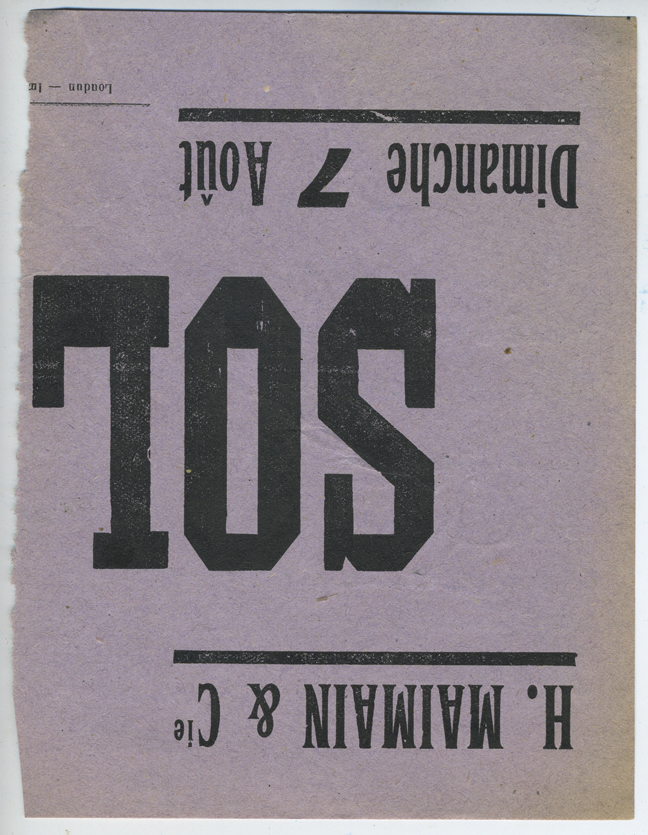 H. MAIMAIN & Cie
SOL
Dimanche 7 Août
Loudun —